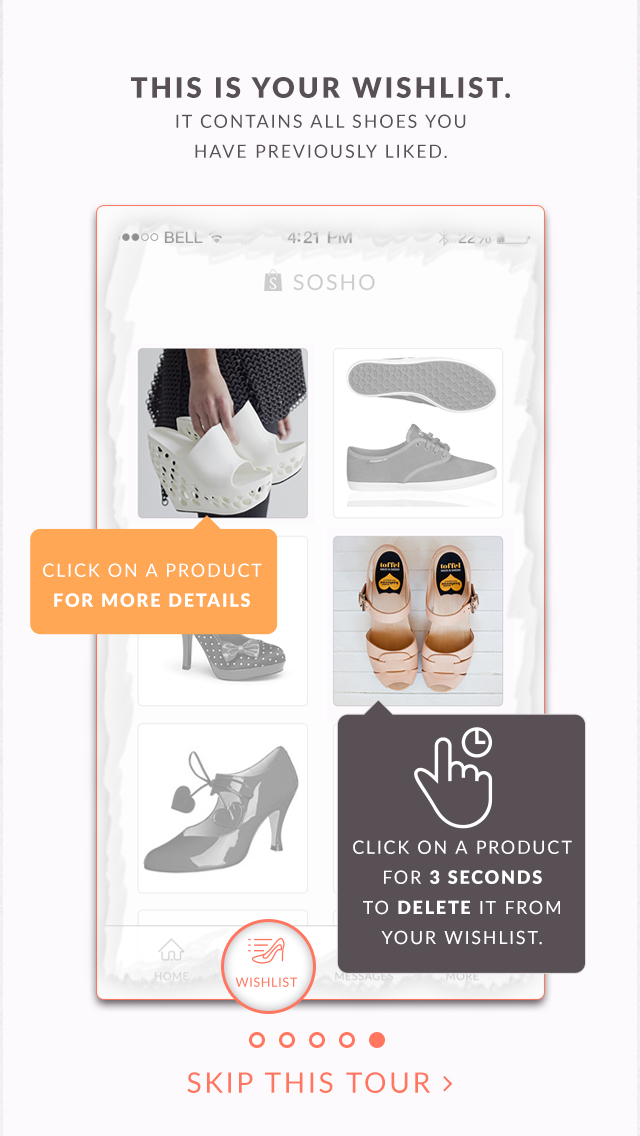 THIS IS YOUR WISHLIST.
IT CONTAINS ALL SHOES YOU
HAVE PREVIOUSLY LIKED.
BELL 4:21 PM 22%
S SOSHO
toffel toffel
CLICK ON A PRODUCT
FOR MORE DETAILS
CLICK ON A PRODUCT
FOR 3 SECONDS
TO DELETE IT FROM
YOUR WISHLIST.
HOME WISHLIST MESSAGES MORE
SKIP THIS TOUR >